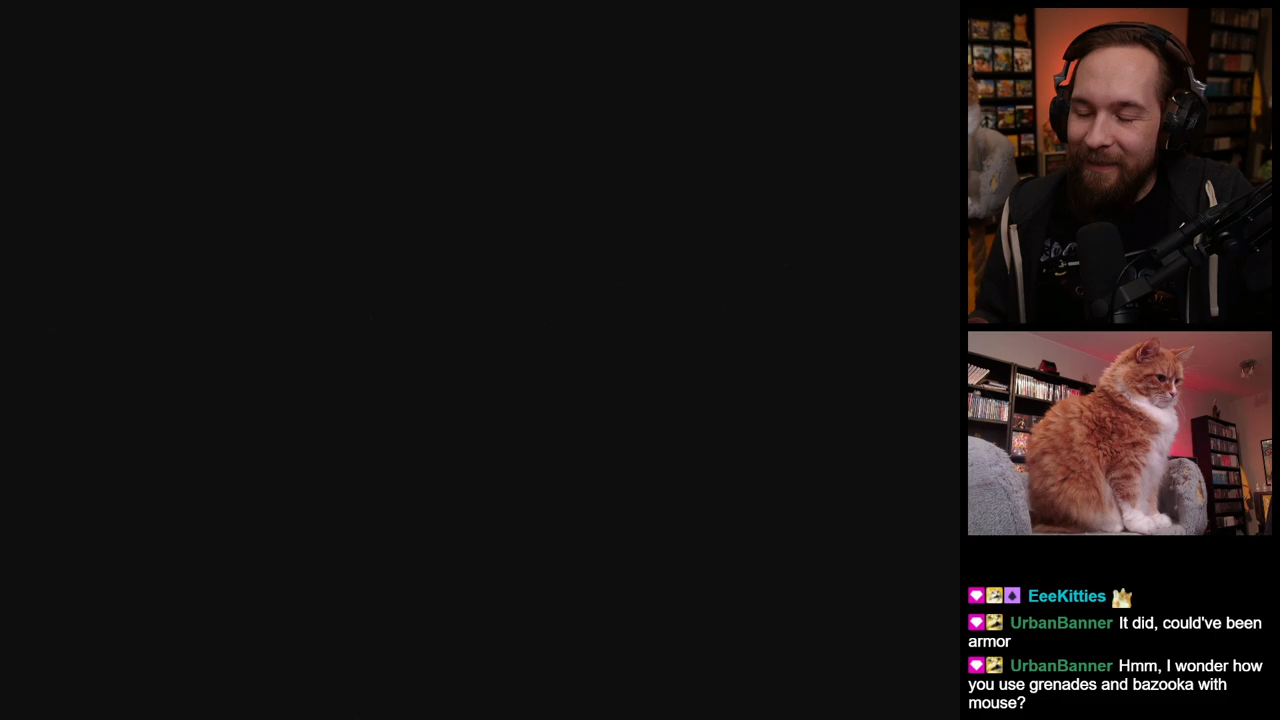 EeeKitties
UrbanBanner It did, could've been
armor
UrbanBanner Hmm, I wonder how
you use grenades and bazooka with
mouse?